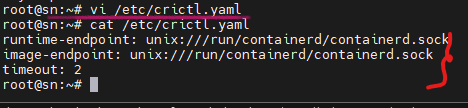 root@sn:~# vi /etc/crictl.yaml
root@sn:~# cat /etc/crictl.yaml
runtime-endpoint: unix:///run/containerd/containerd.sock
image-endpoint: unix:///run/containerd/containerd.sock
timeout: 2
root@sn:~#